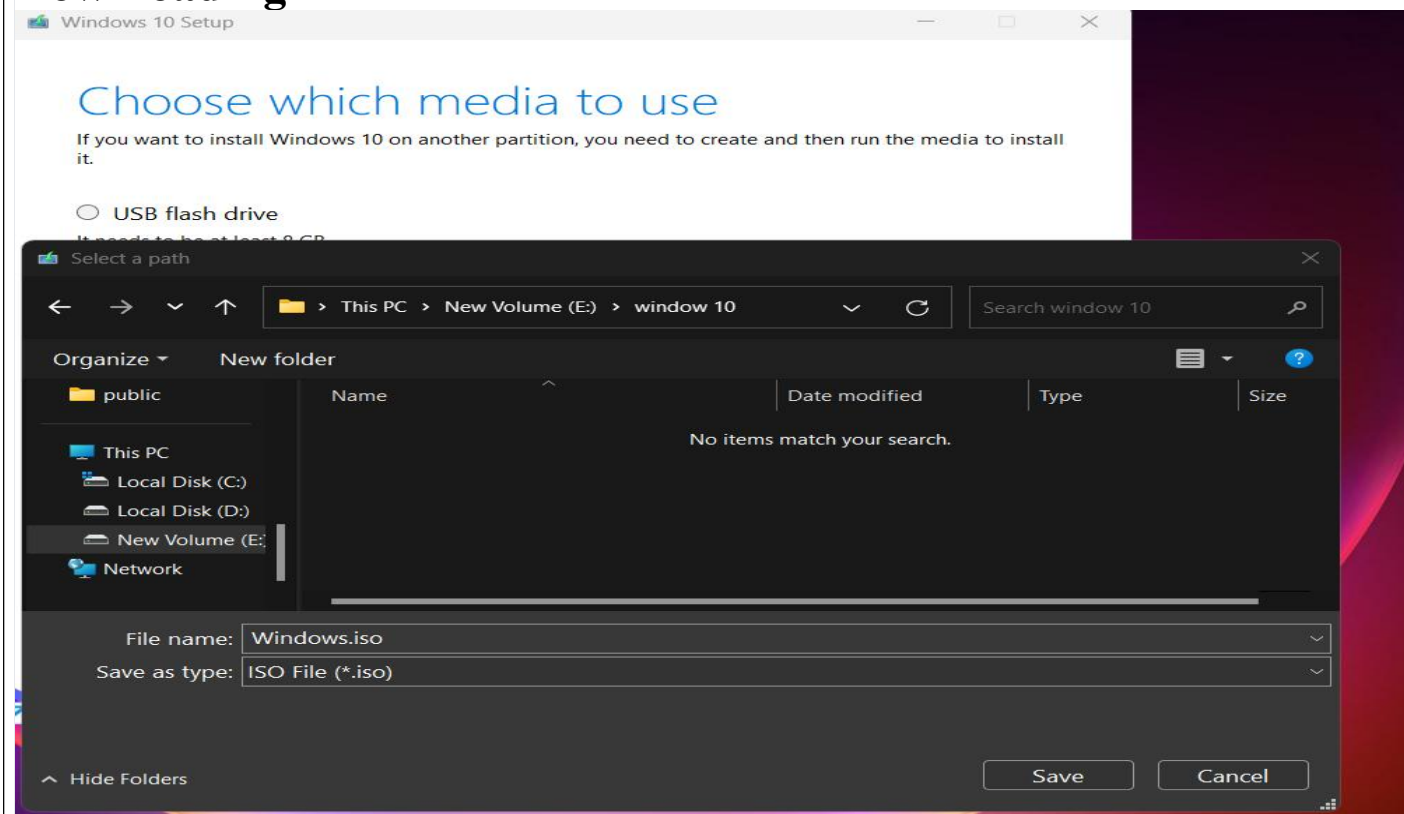 Windows 10 Setup
Choose which media to use
If you want to install Windows 10 on another partition, you need to create and then run the media to install
it.
USB flash drive
Select a path
This PC > New Volume (E:) > window 10
Search window 10
Organize
New folder
public
Name
Date modified
Type
Size
No items match your search.
This PC
Local Disk (C:)
Local Disk (D:)
New Volume (E:
Network
File name: Windows.iso
Save as type: ISO File (*.iso)
Hide Folders
Save
Cancel